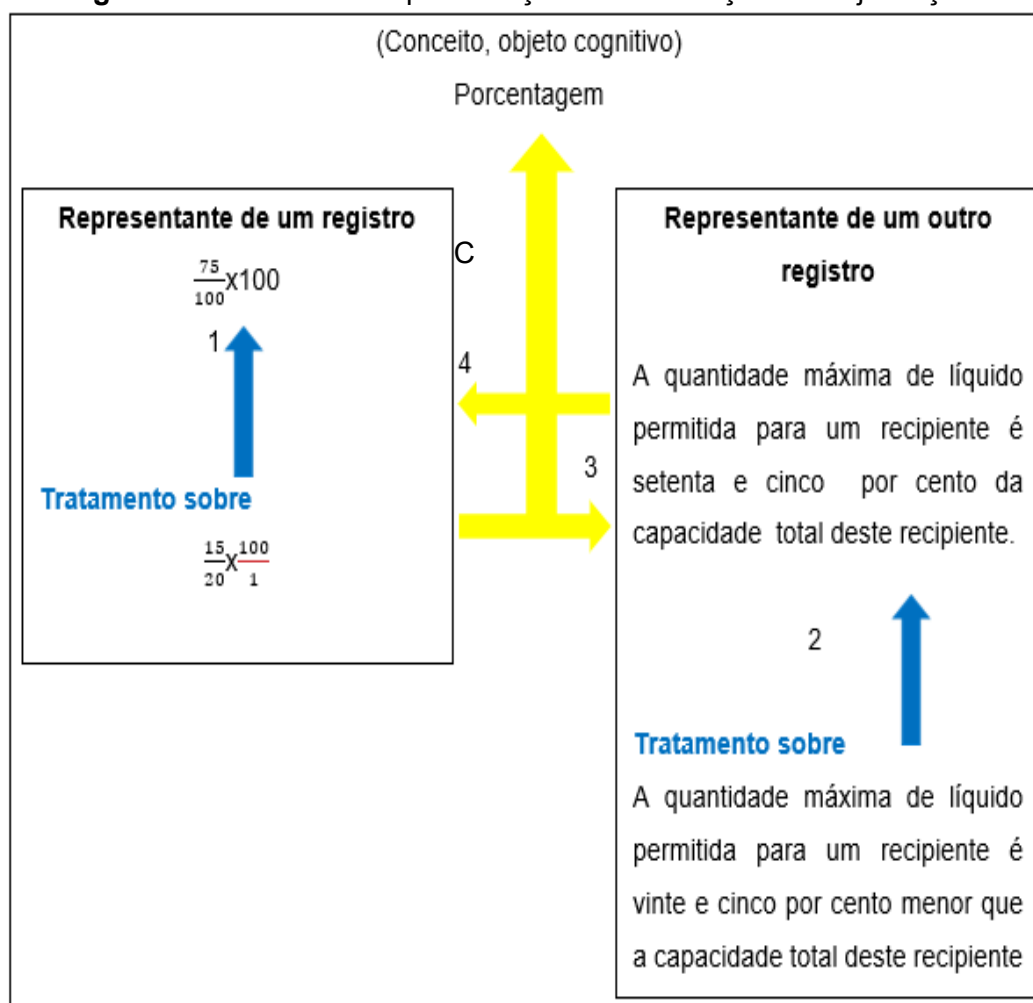 (Conceito, objeto cognitivo)
Porcentagem
Representante de um registro
75/100 x100
1
Tratamento sobre
15/20 x 100/1
C
4
3
Representante de um outro
registro
A quantidade máxima de líquido
permitida para um recipiente é
setenta e cinco por cento da
capacidade total deste recipiente.
2
Tratamento sobre
A quantidade máxima de líquido
permitida para um recipiente é
vinte e cinco por cento menor que
a capacidade total deste recipiente